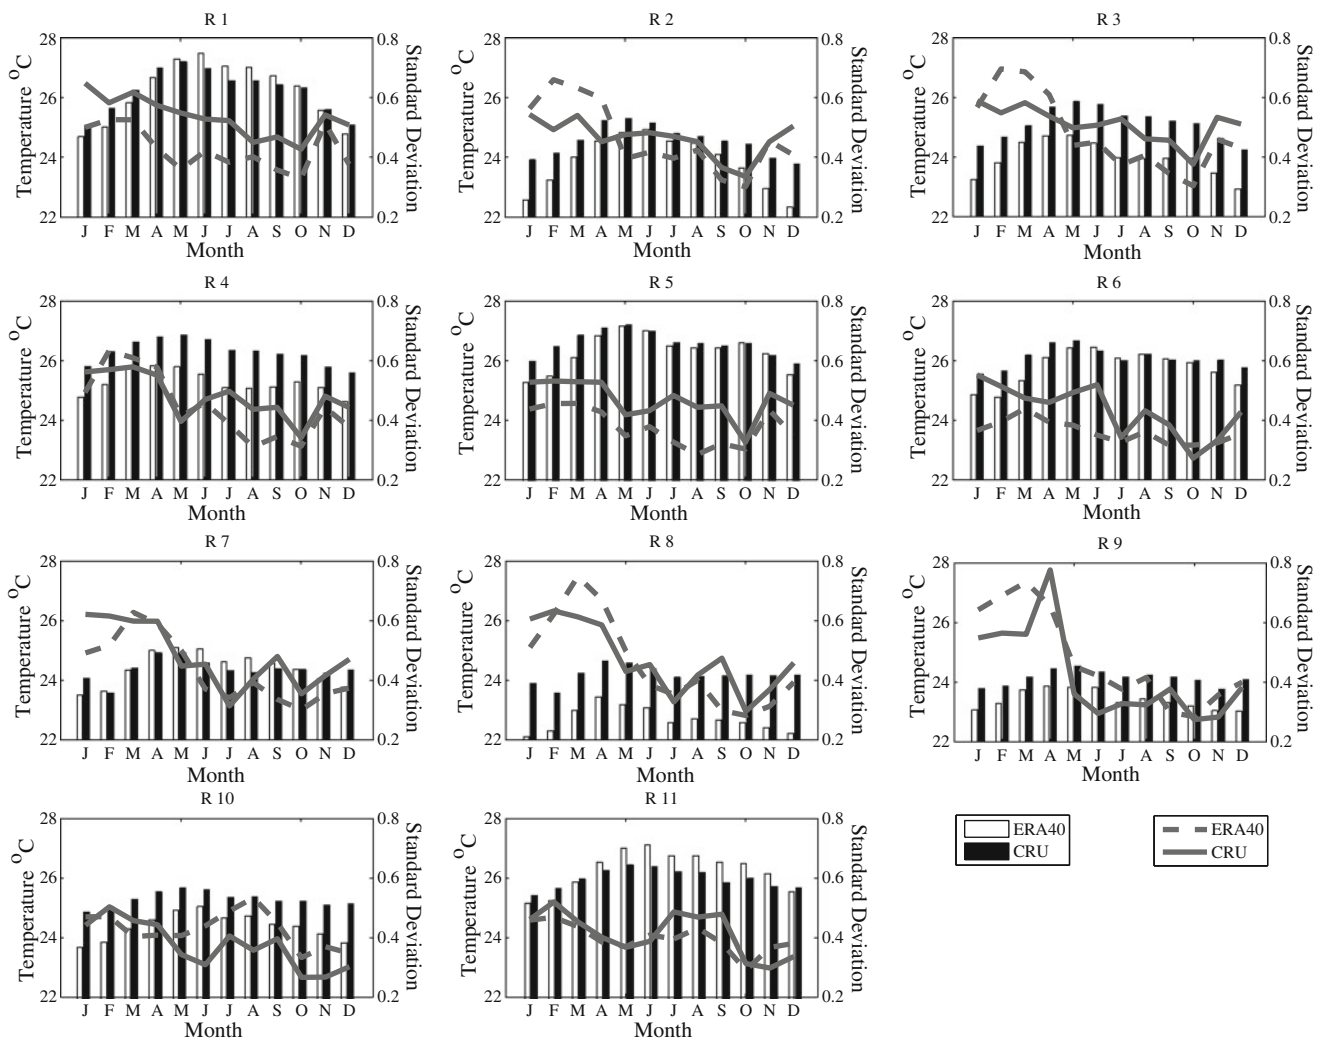 R 1
28
26
24
22
Temperature °C
0.8
0.6
0.4
0.2
Standard Deviation
J F M A M J J A S O N D
Month
R 2
28
26
24
22
Temperature °C
0.8
0.6
0.4
0.2
Standard Deviation
J F M A M J J A S O N D
Month
R 3
28
26
24
22
Temperature °C
0.8
0.6
0.4
0.2
Standard Deviation
J F M A M J J A S O N D
Month
R 4
28
26
24
22
Temperature °C
0.8
0.6
0.4
0.2
Standard Deviation
J F M A M J J A S O N D
Month
R 5
28
26
24
22
Temperature °C
0.8
0.6
0.4
0.2
Standard Deviation
J F M A M J J A S O N D
Month
R 6
28
26
24
22
Temperature °C
0.8
0.6
0.4
0.2
Standard Deviation
J F M A M J J A S O N D
Month
R 7
28
26
24
22
Temperature °C
0.8
0.6
0.4
0.2
Standard Deviation
J F M A M J J A S O N D
Month
R 8
28
26
24
22
Temperature °C
0.8
0.6
0.4
0.2
Standard Deviation
J F M A M J J A S O N D
Month
R 9
28
26
24
22
Temperature °C
0.8
0.6
0.4
0.2
Standard Deviation
J F M A M J J A S O N D
Month
R 10
28
26
24
22
Temperature °C
0.8
0.6
0.4
0.2
Standard Deviation
J F M A M J J A S O N D
Month
R 11
28
26
24
22
Temperature °C
0.8
0.6
0.4
0.2
Standard Deviation
J F M A M J J A S O N D
Month
ERA40
CRU
ERA40
CRU